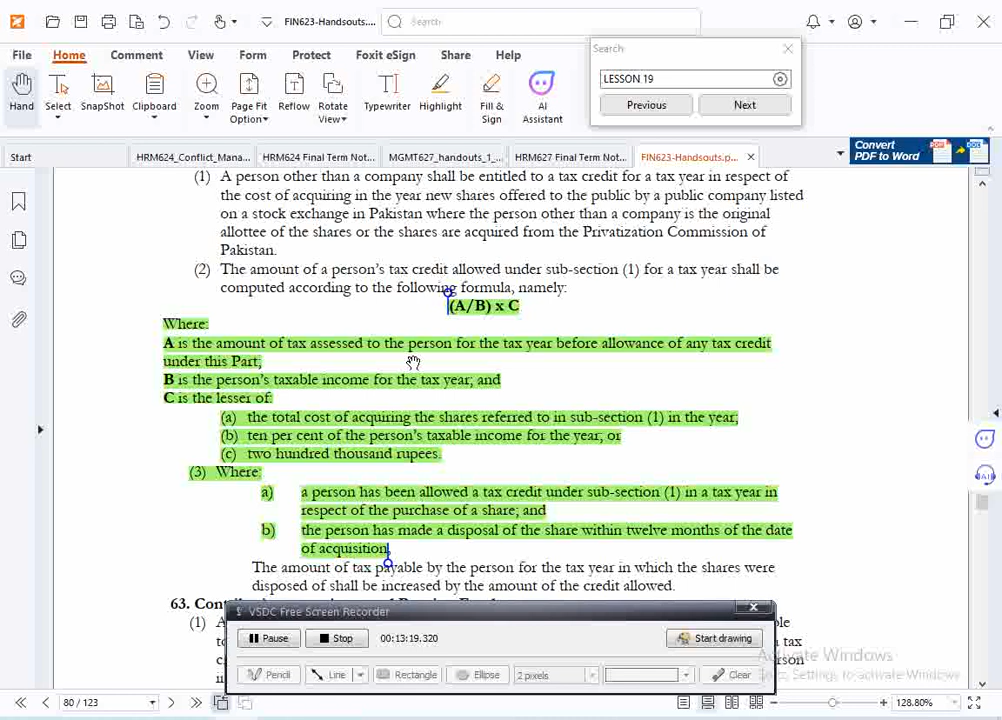 FIN623-Handsouts....
Search
File Home Comment View Form Protect Foxit eSign Share Help
Search:
LESSON 19
Previous Next
Hand Select SnapShot Clipboard Zoom Page Fit Option Reflow Rotate View Typewriter Highlight Fill & Sign AI Assistant
Start HRM624_Conflict_Mana... HRM624 Final Term Not... MGMT627_handouts_1_... HRM627 Final Term Not... FIN623-Handsouts.p...
Convert PDF to Word
(1) A person other than a company shall be entitled to a tax credit for a tax year in respect of
the cost of acquiring in the year new shares offered to the public by a public company listed
on a stock exchange in Pakistan where the person other than a company is the original
allottee of the shares or the shares are acquired from the Privatization Commission of
Pakistan.
(2) The amount of a person's tax credit allowed under sub-section (1) for a tax year shall be
computed according to the following formula, namely:
(A/B) x C
Where:
A is the amount of tax assessed to the person for the tax year before allowance of any tax credit
under this Part;
B is the person's taxable income for the tax year; and
C is the lesser of:
(a) the total cost of acquiring the shares referred to in sub-section (1) in the year;
(b) ten per cent of the person's taxable income for the year; or
(c) two hundred thousand rupees.
(3) Where:
a) a person has been allowed a tax credit under sub-section (1) in a tax year in
respect of the purchase of a share; and
b) the person has made a disposal of the share within twelve months of the date
of acquisition,
The amount of tax payable by the person for the tax year in which the shares were
disposed of shall be increased by the amount of the credit allowed.
63.
(1)
VSDC Free Screen Recorder
Pause Stop 00:13:19.320 Start drawing
Pencil Line Rectangle Ellipse 2 pixels Clear
Activate Windows
Go to Settings to activate Windows.
80 / 123 128.80%